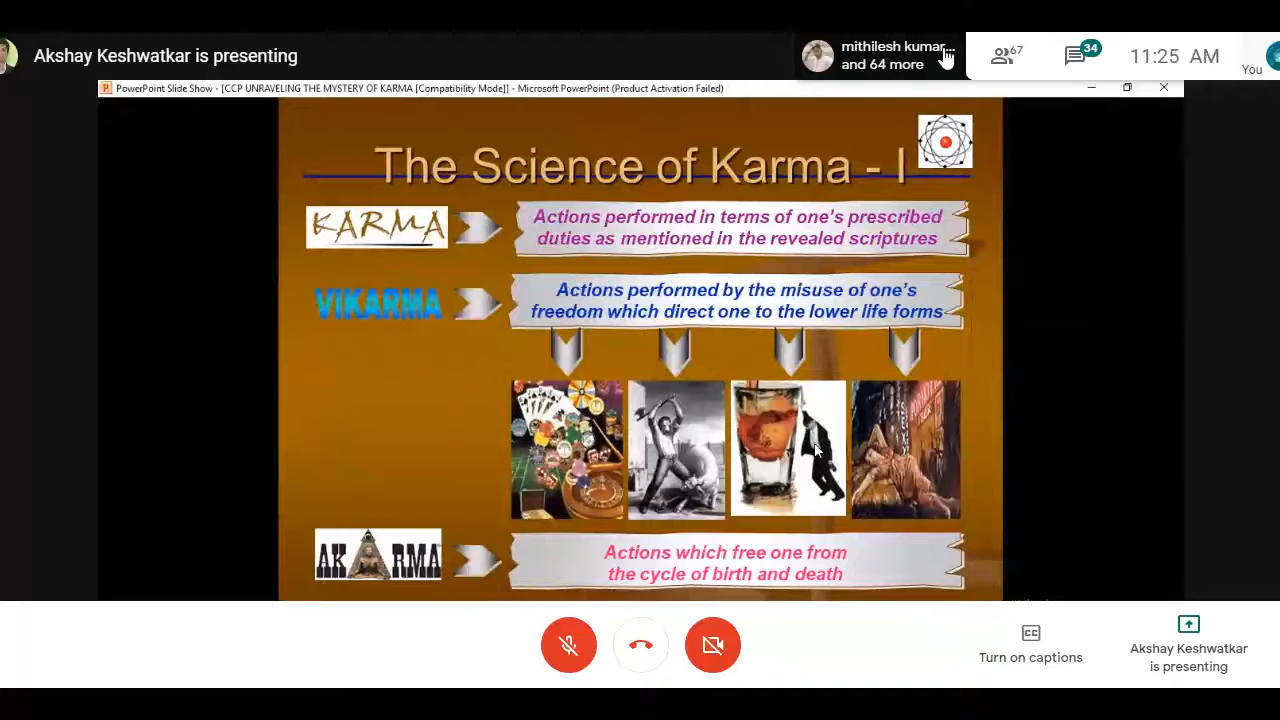 Akshay Keshwatkar is presenting
mithilesh kumar...
and 64 more
67
34
11:25 AM
You
PowerPoint Slide Show - [CCP UNRAVELING THE MYSTERY OF KARMA [Compatibility Mode]] - Microsoft PowerPoint (Product Activation Failed)
The Science of Karma - I
KARMA
Actions performed in terms of one's prescribed
duties as mentioned in the revealed scriptures
VIKARMA
Actions performed by the misuse of one's
freedom which direct one to the lower life forms
AKARMA
Actions which free one from
the cycle of birth and death
CC
Turn on captions
Akshay Keshwatkar
is presenting